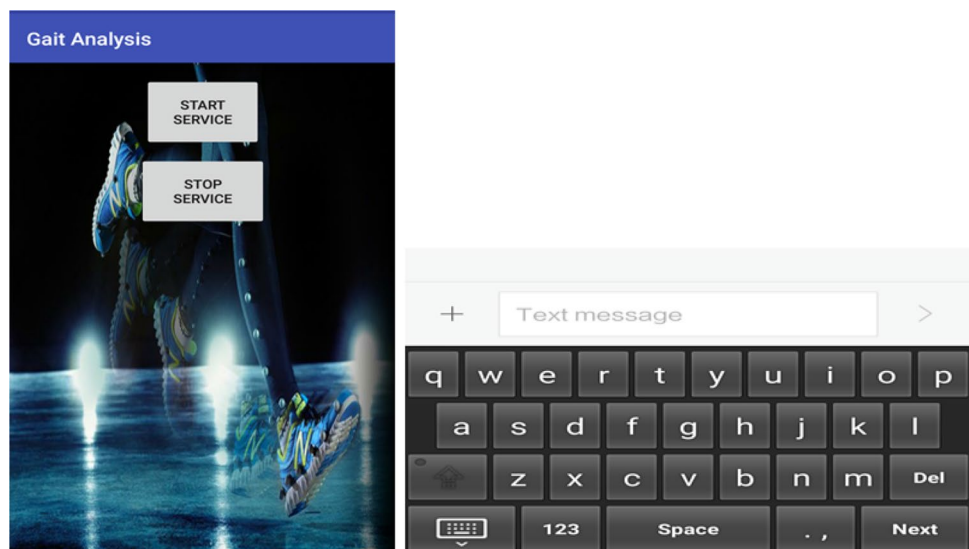 Gait Analysis
START
SERVICE
STOP
SERVICE
+ Text message >
q w e r t y u i o p
a s d f g h j k l
z x c v b n m Del
123 Space . , Next